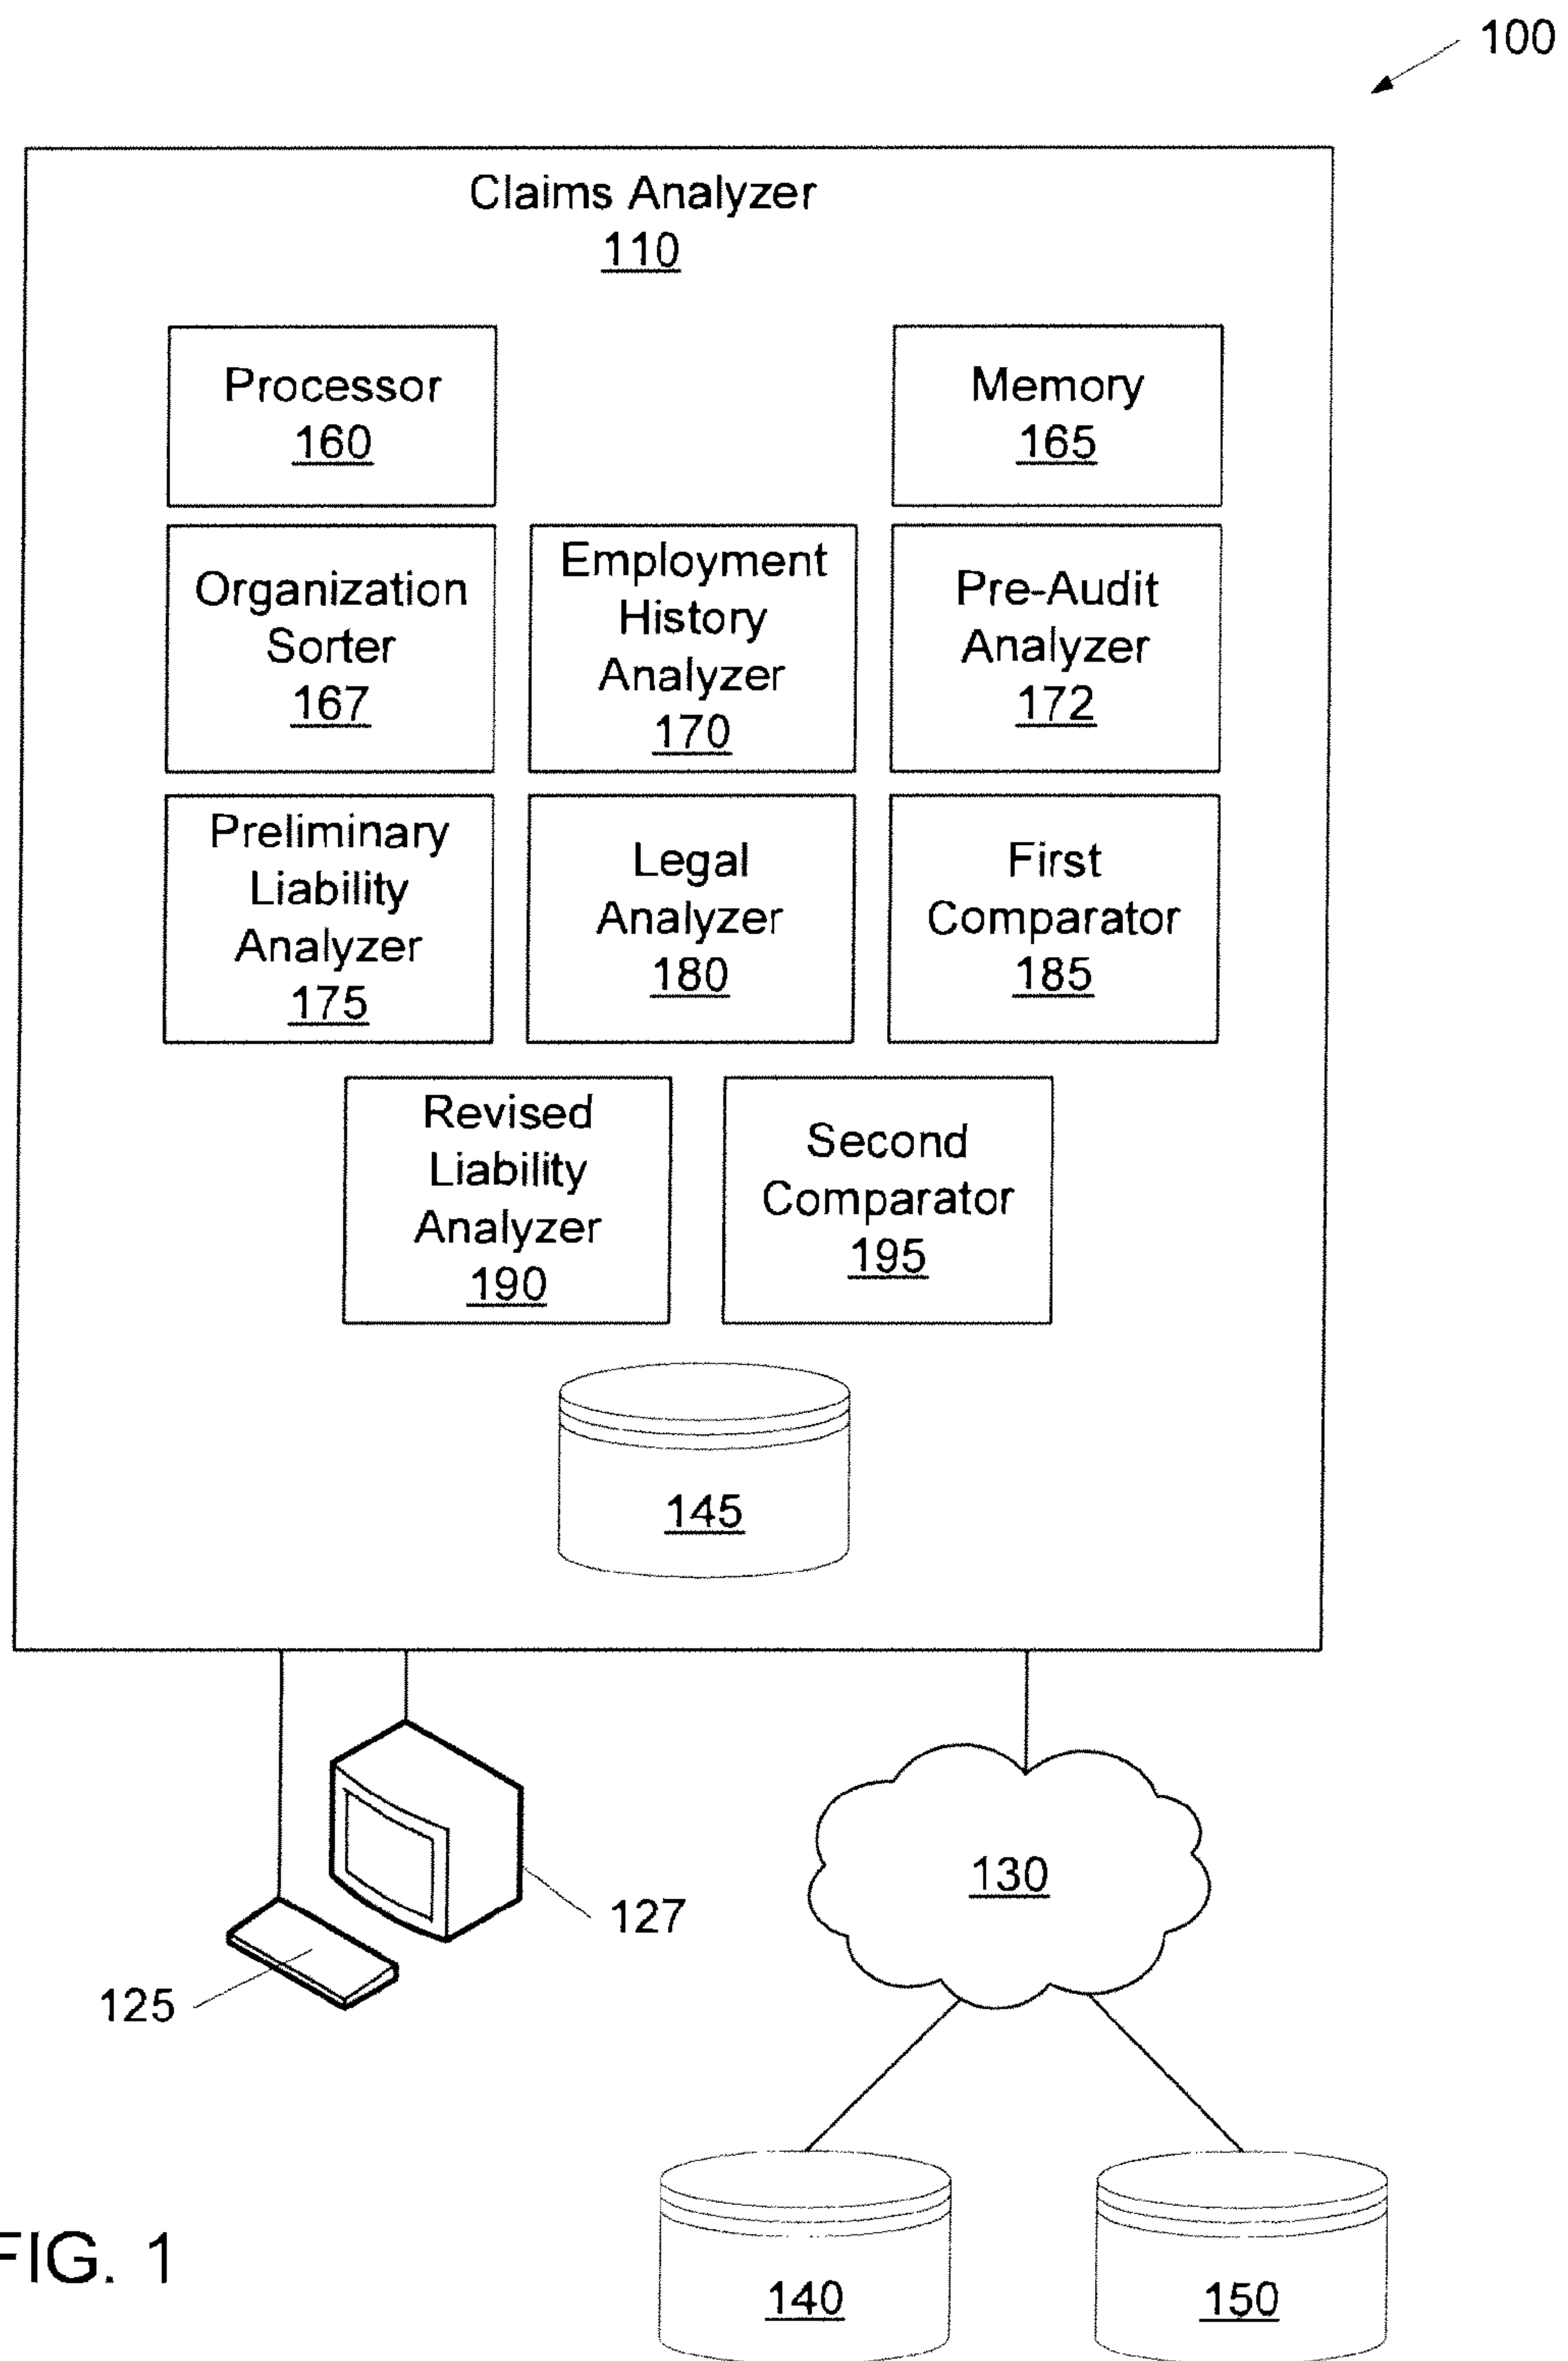 100
Claims Analyzer
110
Processor
160
Memory
165
Organization
Sorter
167
Employment
History
Analyzer
170
Pre-Audit
Analyzer
172
Preliminary
Liability
Analyzer
175
Legal
Analyzer
180
First
Comparator
185
Revised
Liability
Analyzer
190
Second
Comparator
195
145
130
127
125
140
150
FIG. 1